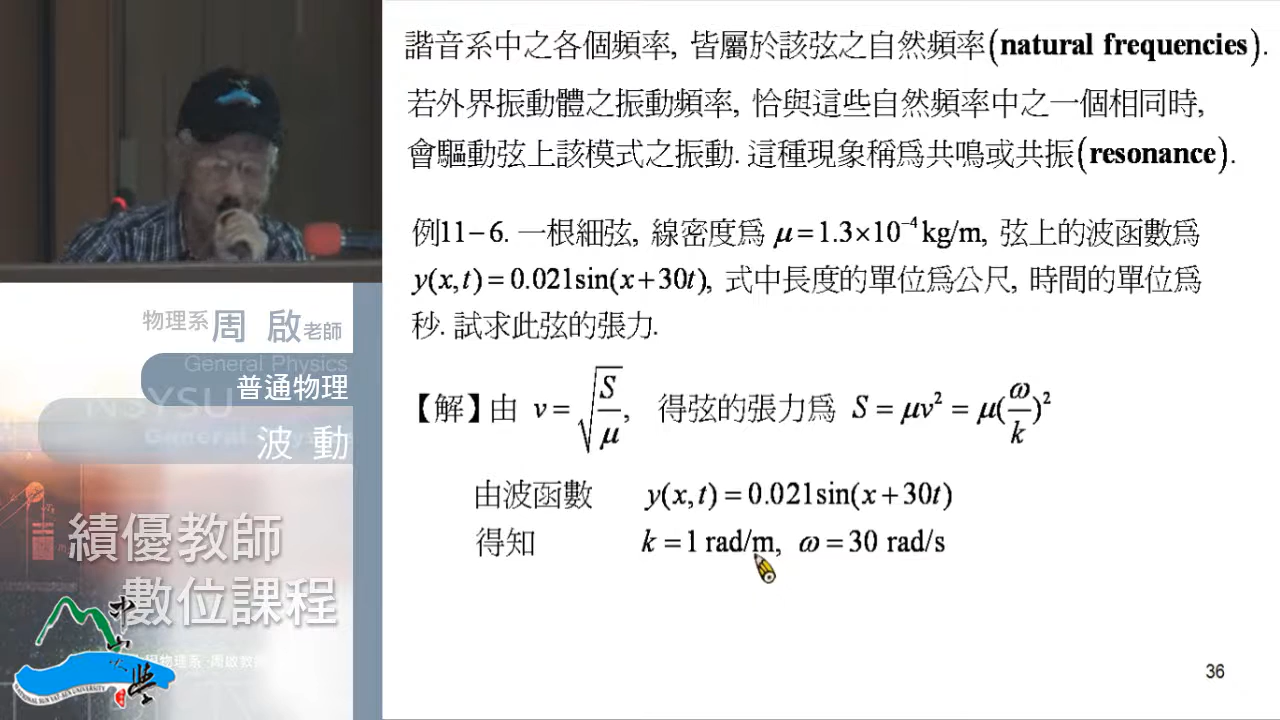 諧音系中之各個頻率, 皆屬於該弦之自然頻率(natural frequencies).
若外界振動體之振動頻率, 恰與這些自然頻率中之一個相同時,
會驅動弦上該模式之振動. 這種現象稱爲共鳴或共振(resonance).
例11−6. 一根細弦, 線密度爲 μ=1.3×10⁻⁴kg/m, 弦上的波函數爲
y(x,t)=0.021sin(x+30t), 式中長度的單位爲公尺, 時間的單位爲
秒. 試求此弦的張力.
【解】由 v=√(S/μ), 得弦的張力爲 S=μv²=μ(ω/k)²
由波函數 y(x,t)=0.021sin(x+30t)
得知 k=1 rad/m, ω=30 rad/s
36
物理系 周 啟 老師
General Physics
普通物理
NSYSU
波 動
績優教師
數位課程
NATIONAL SUN YAT-SEN UNIVERSITY